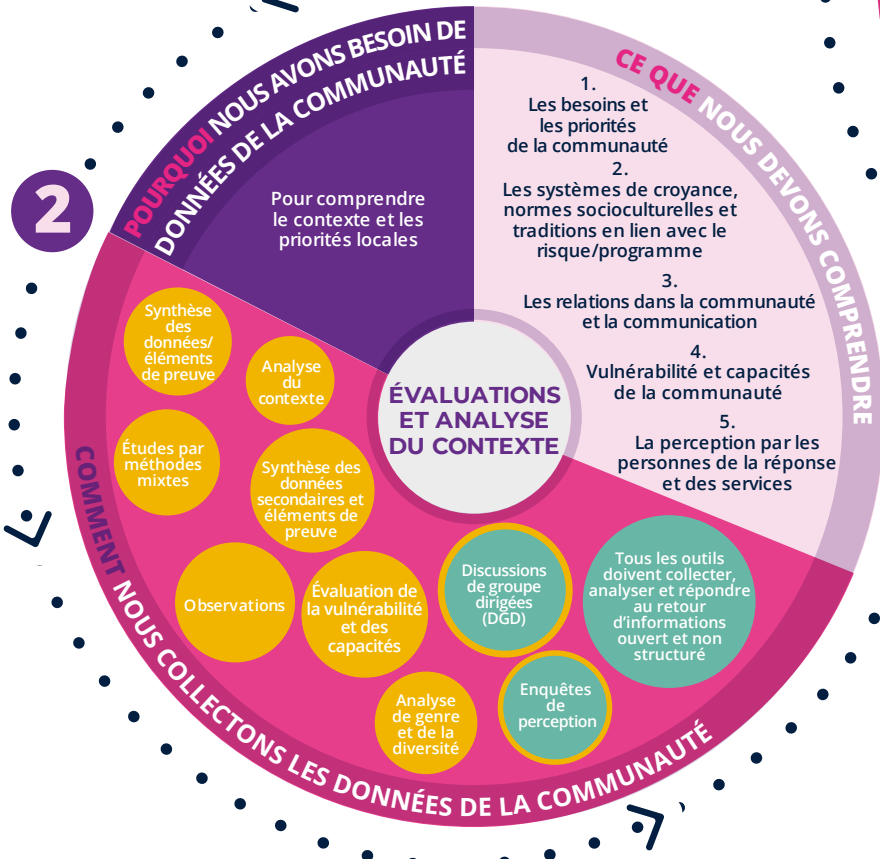 2
POURQUOI NOUS AVONS BESOIN DE
DONNÉES DE LA COMMUNAUTÉ
Pour comprendre
le contexte et les
priorités locales
CE QUE NOUS DEVONS COMPRENDRE
1.
Les besoins et
les priorités
de la communauté
2.
Les systèmes de croyance,
normes socioculturelles et
traditions en lien avec le
risque/programme
3.
Les relations dans la communauté
et la communication
4.
Vulnérabilité et capacités
de la communauté
5.
La perception par les
personnes de la réponse
et des services
ÉVALUATIONS
ET ANALYSE
DU CONTEXTE
COMMENT NOUS COLLECTONS LES DONNÉES DE LA COMMUNAUTÉ
Synthèse
des
données/
éléments
de preuve
Analyse
du
contexte
Études par
méthodes
mixtes
Synthèse des
données
secondaires et
éléments de
preuve
Observations
Évaluation de
la vulnérabilité
et des
capacités
Discussions
de groupe
dirigées
(DGD)
Tous les outils
doivent collecter,
analyser et répondre
au retour
d’informations
ouvert et non
structuré
Analyse
de genre
et de la
diversité
Enquêtes
de
perception